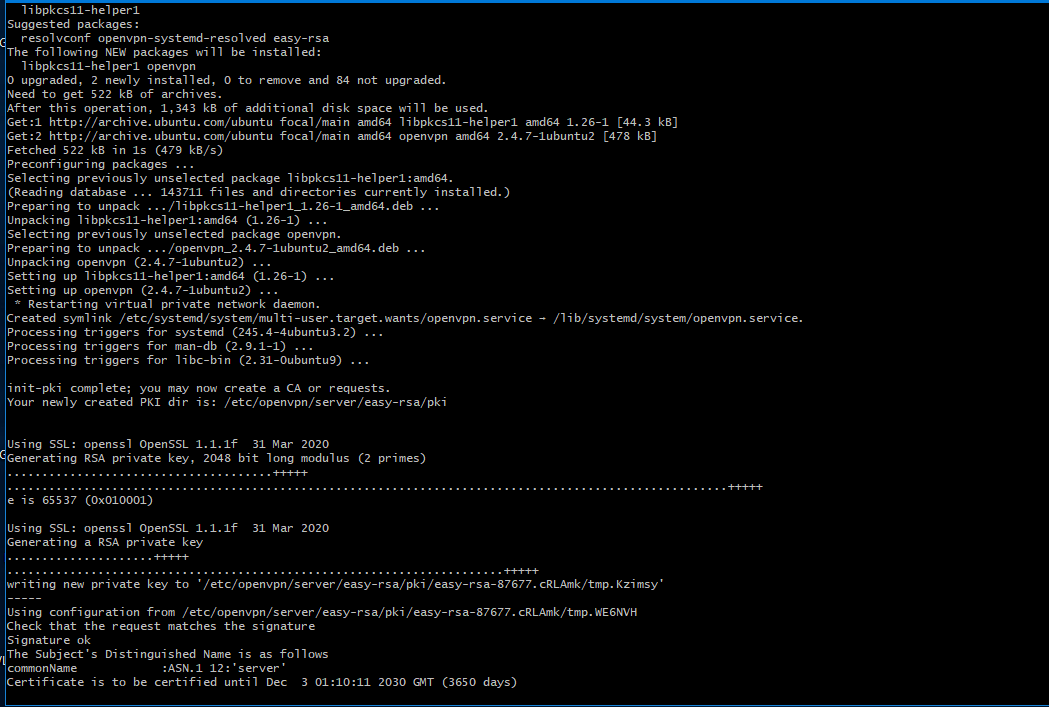 libpkcs11-helper1
Suggested packages:
resolvconf openvpn-systemd-resolved easy-rsa
The following NEW packages will be installed:
libpkcs11-helper1 openvpn
0 upgraded, 2 newly installed, 0 to remove and 84 not upgraded.
Need to get 522 kB of archives.
After this operation, 1,343 kB of additional disk space will be used.
Get:1 http://archive.ubuntu.com/ubuntu focal/main amd64 libpkcs11-helper1 amd64 1.26-1 [44.3 kB]
Get:2 http://archive.ubuntu.com/ubuntu focal/main amd64 openvpn amd64 2.4.7-1ubuntu2 [478 kB]
Fetched 522 kB in 1s (479 kB/s)
Preconfiguring packages ...
Selecting previously unselected package libpkcs11-helper1:amd64.
(Reading database ... 143711 files and directories currently installed.)
Preparing to unpack .../libpkcs11-helper1_1.26-1_amd64.deb ...
Unpacking libpkcs11-helper1:amd64 (1.26-1) ...
Selecting previously unselected package openvpn.
Preparing to unpack .../openvpn_2.4.7-1ubuntu2_amd64.deb ...
Unpacking openvpn (2.4.7-1ubuntu2) ...
Setting up libpkcs11-helper1:amd64 (1.26-1) ...
Setting up openvpn (2.4.7-1ubuntu2) ...
* Restarting virtual private network daemon.
Created symlink /etc/systemd/system/multi-user.target.wants/openvpn.service → /lib/systemd/system/openvpn.service.
Processing triggers for systemd (245.4-4ubuntu3.2) ...
Processing triggers for man-db (2.9.1-1) ...
Processing triggers for libc-bin (2.31-0ubuntu9) ...
init-pki complete; you may now create a CA or requests.
Your newly created PKI dir is: /etc/openvpn/server/easy-rsa/pki
Using SSL: openssl OpenSSL 1.1.1f  31 Mar 2020
Generating RSA private key, 2048 bit long modulus (2 primes)
......................................+++++
.......................................................................................................+++++
e is 65537 (0x010001)
Using SSL: openssl OpenSSL 1.1.1f  31 Mar 2020
Generating a RSA private key
.....................+++++
.......................................................................+++++
writing new private key to '/etc/openvpn/server/easy-rsa/pki/easy-rsa-87677.cRLAmk/tmp.Kzimsy'
-----
Using configuration from /etc/openvpn/server/easy-rsa/pki/easy-rsa-87677.cRLAmk/tmp.WE6NVH
Check that the request matches the signature
Signature ok
The Subject's Distinguished Name is as follows
commonName            :ASN.1 12:'server'
Certificate is to be certified until Dec  3 01:10:11 2030 GMT (3650 days)